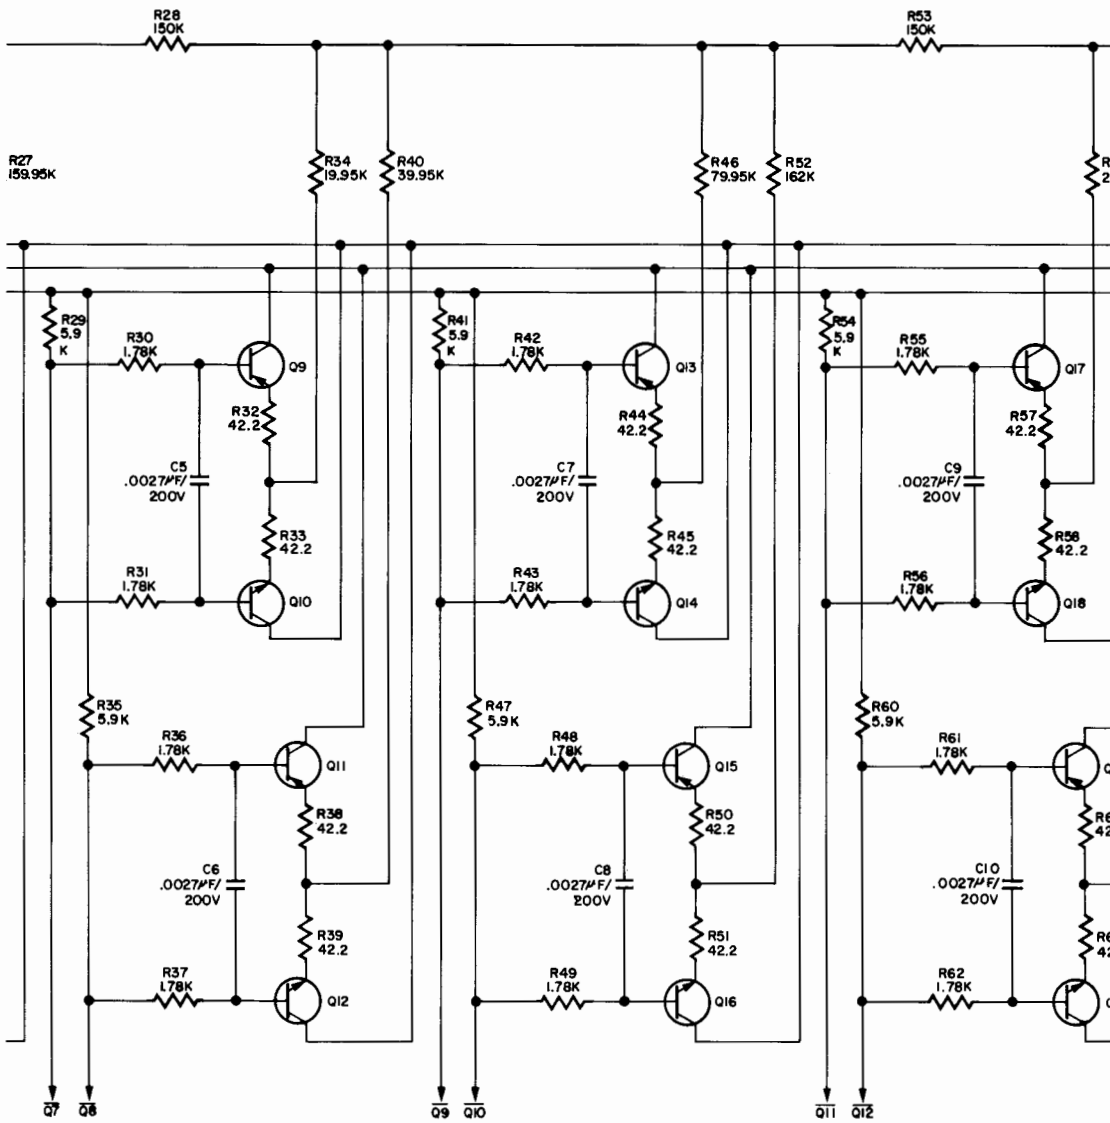 R28
150K
R53
150K
R27
159.95K
R34
19.95K
R40
39.95K
R46
79.95K
R52
162K
R
2
R29
5.9
K
R30
1.78K
Q9
R41
5.9
K
R42
1.78K
Q13
R54
5.9
K
R55
1.78K
Q17
R32
42.2
R44
42.2
R57
42.2
C5
.0027µF/
200V
C7
.0027µF/
200V
C9
.0027µF/
200V
R33
42.2
R45
42.2
R58
42.2
R31
1.78K
Q10
R43
1.78K
Q14
R56
1.78K
Q18
R35
5.9K
R47
5.9K
R60
5.9K
R36
1.78K
Q11
R48
1.78K
Q15
R61
1.78K
Q
R38
42.2
R50
42.2
R6
42
C6
.0027µF/
200V
C8
.0027µF/
200V
C10
.0027µF/
200V
R39
42.2
R51
42.2
R6
42
R37
1.78K
Q12
R49
1.78K
Q16
R62
1.78K
Q7
Q8
Q9
Q10
Q11
Q12